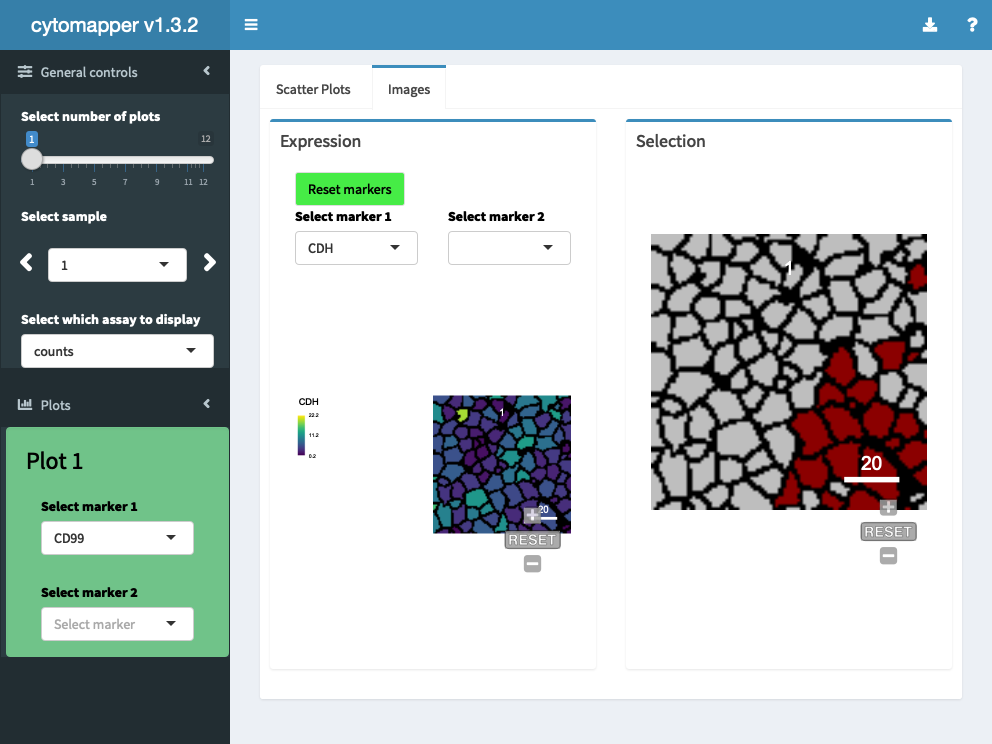 cytomapper v1.3.2
?
General controls
Select number of plots
1
12
1 3 5 7 9 11 12
Select sample
1
Select which assay to display
counts
Plots
Plot 1
Select marker 1
CD99
Select marker 2
Select marker
Scatter Plots Images
Expression
Reset markers
Select marker 1 Select marker 2
CDH
CDH
22.2
11.2
0.2
1
20
RESET
Selection
1
20
RESET